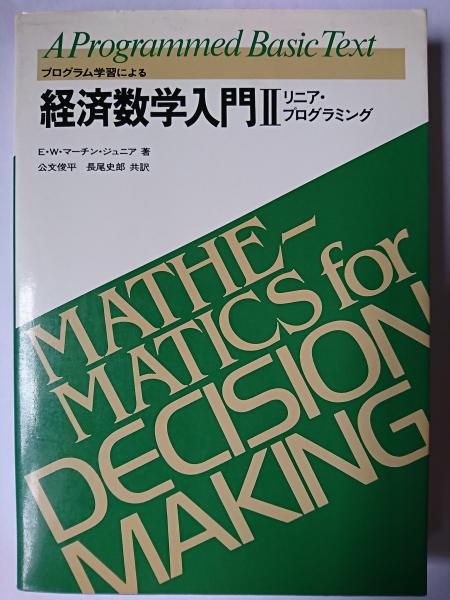 A Programmed Basic Text
プログラム学習による
経済数学入門II リニア・
プログラミング
E・W・マーチン・ジュニア 著
公文俊平 長尾史郎 共訳
MATHE-
MATICS for
DECISION
MAKING